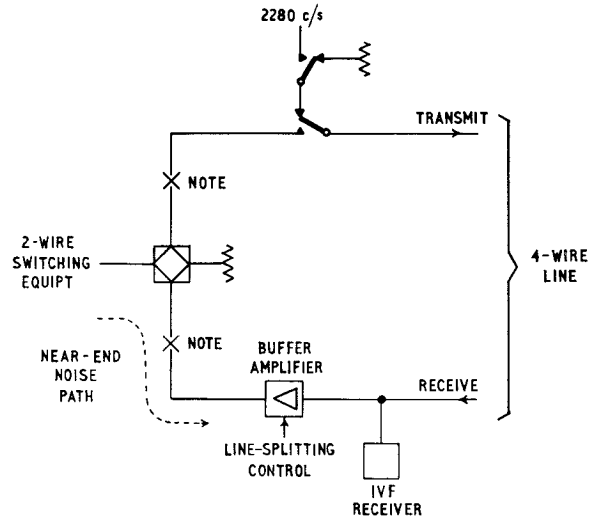 2280 c/s
TRANSMIT
NOTE
2-WIRE
SWITCHING
EQUIPT
4-WIRE
LINE
NOTE
NEAR-END
NOISE
PATH
BUFFER
AMPLIFIER
RECEIVE
LINE-SPLITTING
CONTROL
IVF
RECEIVER